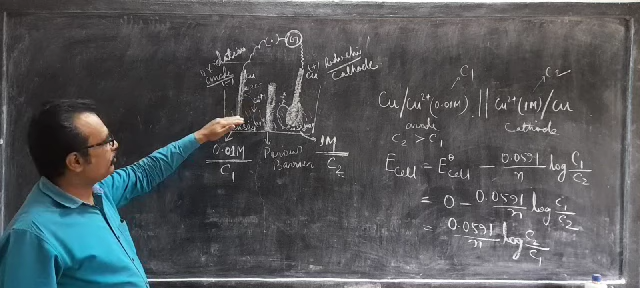 G
Oxidation
anode
Reduction
Cathode
Cu
0.01M
C1
Porous
Barrier
1M
C2
C1
C2
Cu/Cu2+(0.01M) || Cu2+(1M)/Cu
anode
C2 > C1
cathode
Ecell = Eθcell - 0.0591/n log C1/C2
= 0 - 0.0591/n log C1/C2
= 0.0591/n log C2/C1